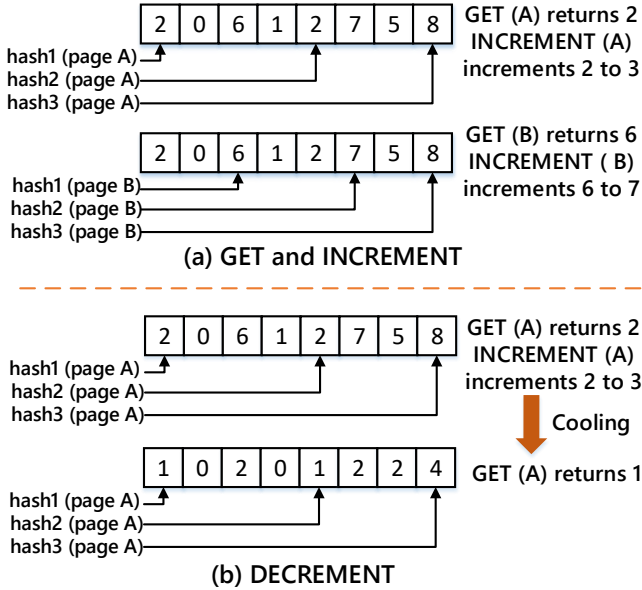 2 0 6 1 2 7 5 8
GET (A) returns 2
INCREMENT (A)
increments 2 to 3
hash1 (page A)
hash2 (page A)
hash3 (page A)
2 0 6 1 2 7 5 8
GET (B) returns 6
INCREMENT ( B)
increments 6 to 7
hash1 (page B)
hash2 (page B)
hash3 (page B)
(a) GET and INCREMENT
2 0 6 1 2 7 5 8
GET (A) returns 2
INCREMENT (A)
increments 2 to 3
hash1 (page A)
hash2 (page A)
hash3 (page A)
Cooling
1 0 2 0 1 2 2 4
GET (A) returns 1
hash1 (page A)
hash2 (page A)
hash3 (page A)
(b) DECREMENT